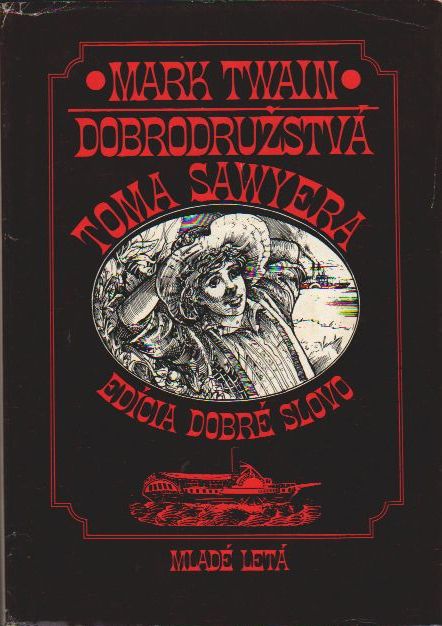 •MARK TWAIN•
DOBRODRUŽSTVÁ
TOMA SAWYERA
EDÍCIA DOBRÉ SLOVO
MLADÉ LETÁ